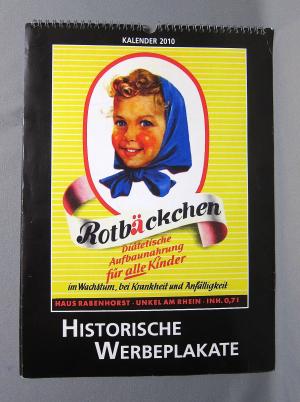 KALENDER 2010
Rotbäckchen
Diätetische
Aufbaunahrung
für alle Kinder
im Wachstum, bei Krankheit und Anfälligkeit
HAUS RABENHORST · UNKEL AM RHEIN · INH. 0,7 l
HISTORISCHE
WERBEPLAKATE